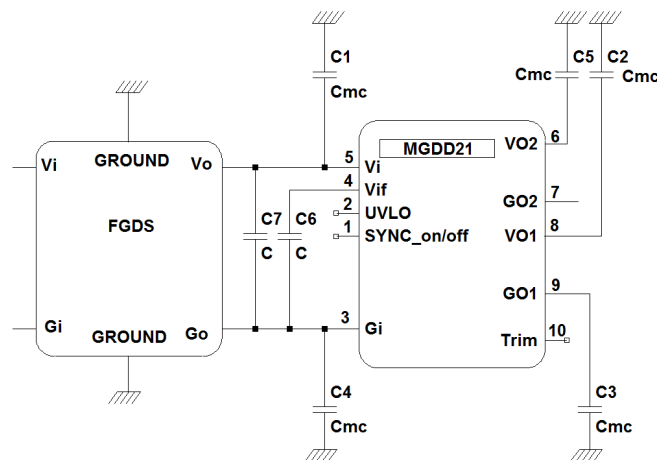 C1
Cmc
C5
C2
Cmc
Cmc
MGDD21
VO2
6
GROUND
Vi
Vo
5
Vi
4
Vif
GO2
7
FGDS
C7
C6
2
UVLO
1
SYNC_on/off
VO1
8
C
C
GO1
9
Gi
Go
GROUND
3
Gi
Trim
10
C4
Cmc
C3
Cmc